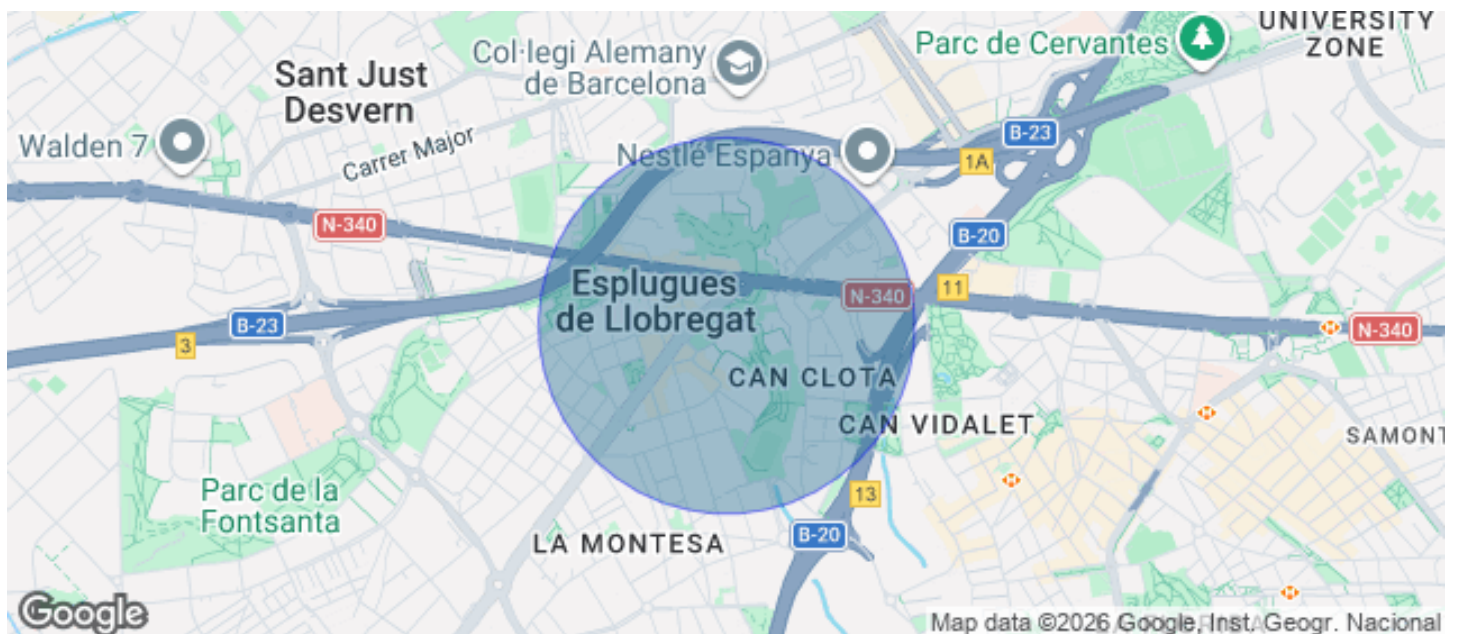 UNIVERSITY
ZONE
Parc de Cervantes
Col·legi Alemany
de Barcelona
Sant Just
Desvern
Walden 7
Carrer Major
Nestlé Espanya
B-23
1A
N-340
B-20
Esplugues
de Llobregat
N-340
11
B-23
3
N-340
CAN CLOTA
CAN VIDALET
SAMONT
Parc de la
Fontsanta
13
LA MONTESA
B-20
Google
Map data ©2026 Google, Inst. Geogr. Nacional